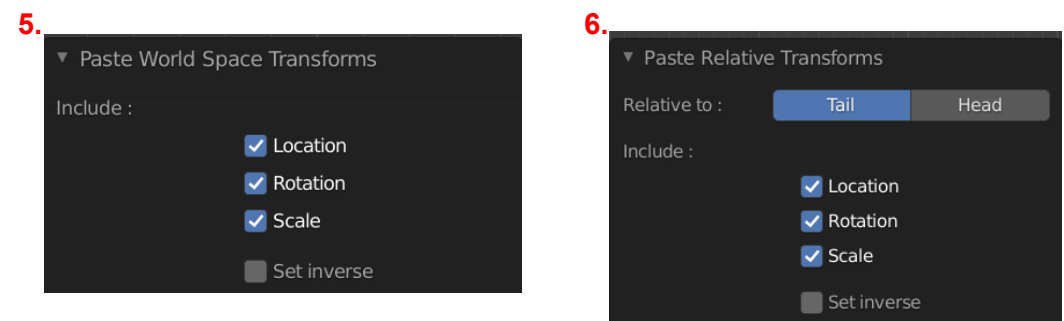 5.
Paste World Space Transforms
Include :
Location
Rotation
Scale
Set inverse
6.
Paste Relative Transforms
Relative to :
Tail
Head
Include :
Location
Rotation
Scale
Set inverse